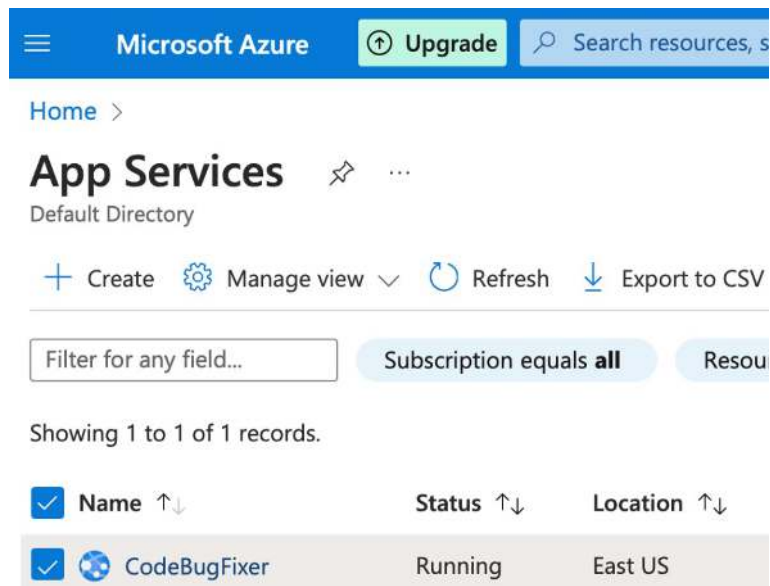 Microsoft Azure Upgrade Search resources, s
Home >
App Services ...
Default Directory
+ Create Manage view Refresh Export to CSV
Filter for any field... Subscription equals all Resour
Showing 1 to 1 of 1 records.
Name ↑↓ Status ↑↓ Location ↑↓
CodeBugFixer Running East US